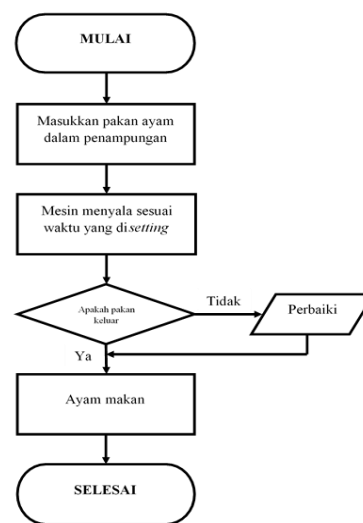 MULAI
Masukkan pakan ayam
dalam penampungan
Mesin menyala sesuai
waktu yang disetting
Apakah pakan
keluar
Tidak
Perbaiki
Ya
Ayam makan
SELESAI